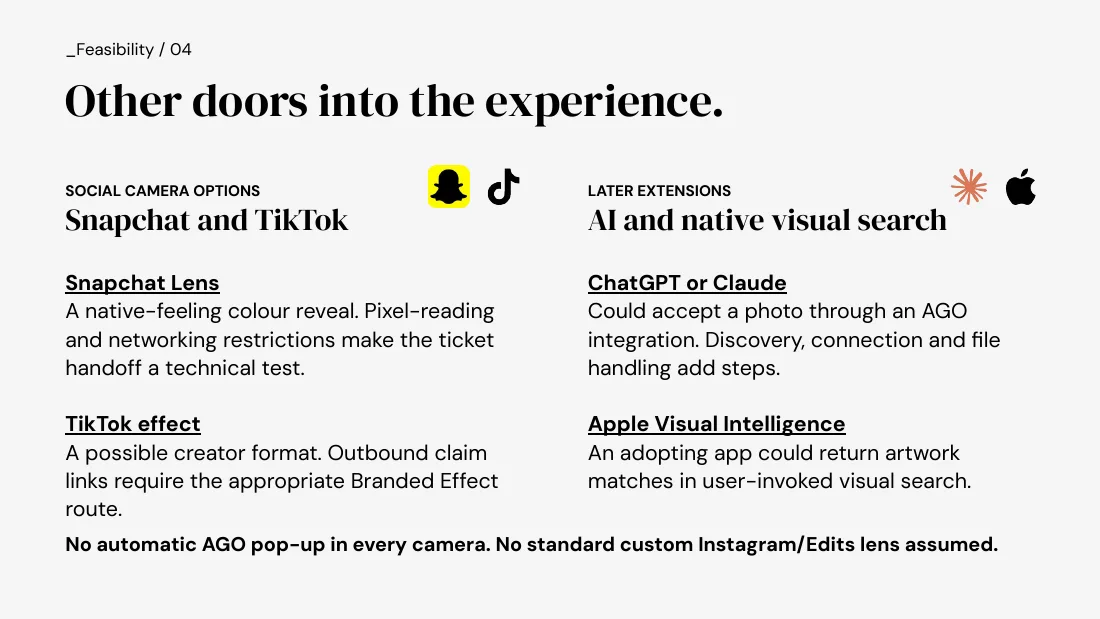 _Feasibility / 04
Other doors into the experience.
SOCIAL CAMERA OPTIONS
Snapchat and TikTok
Snapchat Lens
A native-feeling colour reveal. Pixel-reading
and networking restrictions make the ticket
handoff a technical test.
TikTok effect
A possible creator format. Outbound claim
links require the appropriate Branded Effect
route.
LATER EXTENSIONS
AI and native visual search
ChatGPT or Claude
Could accept a photo through an AGO
integration. Discovery, connection and file
handling add steps.
Apple Visual Intelligence
An adopting app could return artwork
matches in user-invoked visual search.
No automatic AGO pop-up in every camera. No standard custom Instagram/Edits lens assumed.